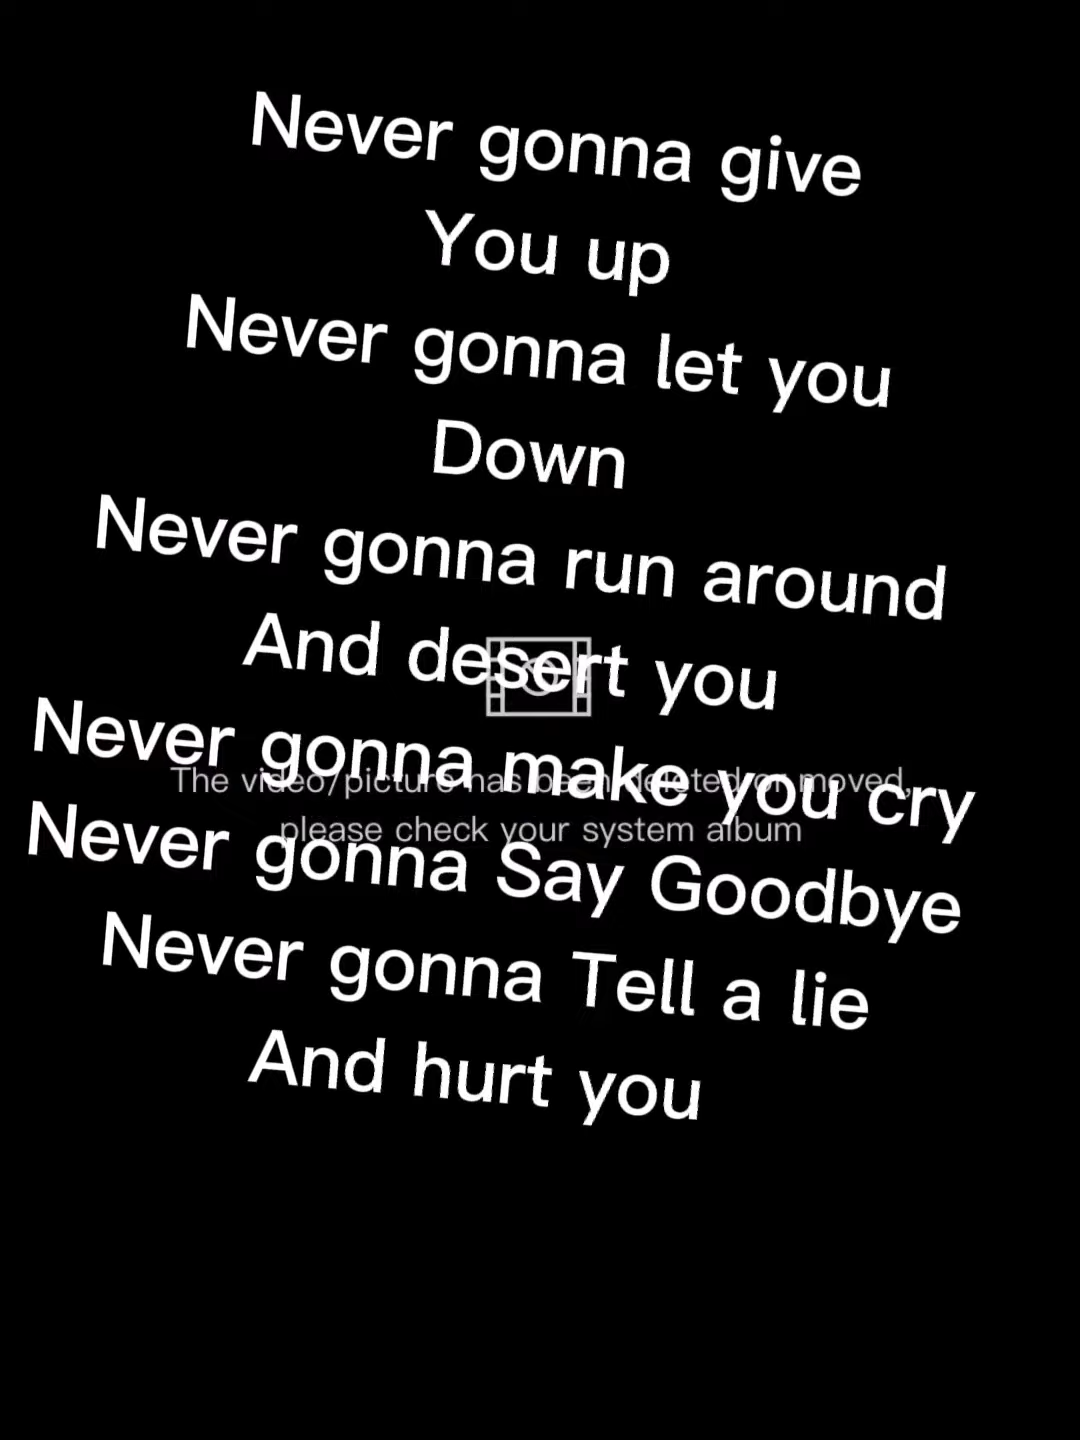 Never gonna give
You up
Never gonna let you
Down
Never gonna run around
And desert you
Never gonna make you cry
The video/picture has been deleted or moved,
please check your system album
Never gonna Say Goodbye
Never gonna Tell a lie
And hurt you